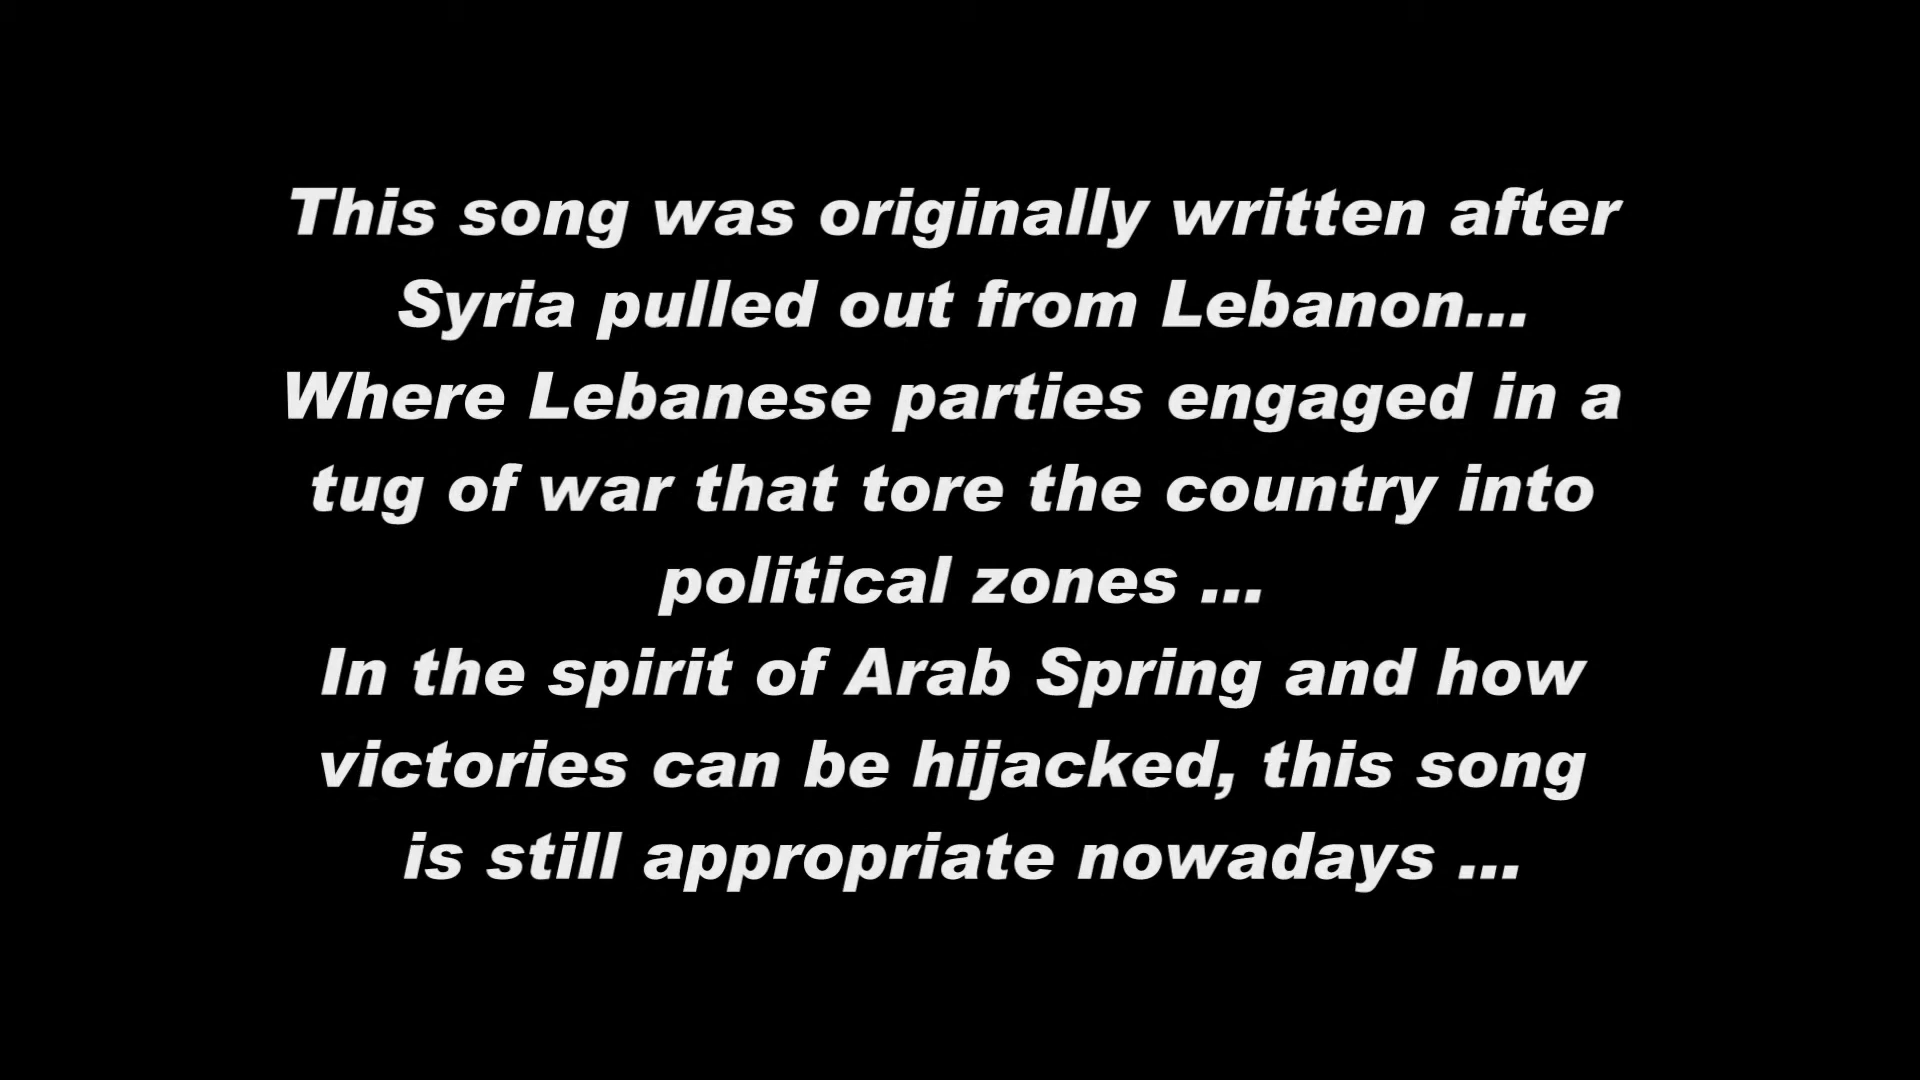 This song was originally written after
Syria pulled out from Lebanon...
Where Lebanese parties engaged in a
tug of war that tore the country into
political zones ...
In the spirit of Arab Spring and how
victories can be hijacked, this song
is still appropriate nowadays ...